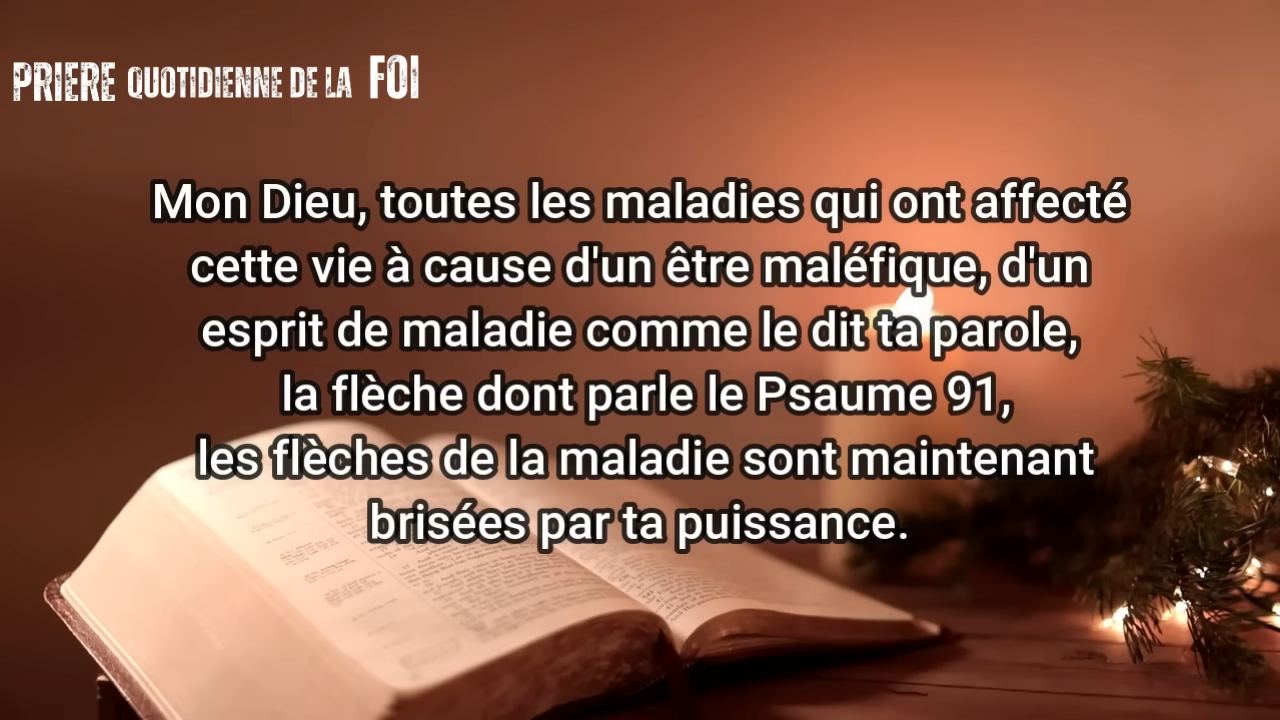 PRIERE QUOTIDIENNE DE LA FOI
Mon Dieu, toutes les maladies qui ont affecté
cette vie à cause d'un être maléfique, d'un
esprit de maladie comme le dit ta parole,
la flèche dont parle le Psaume 91,
les flèches de la maladie sont maintenant
brisées par ta puissance.